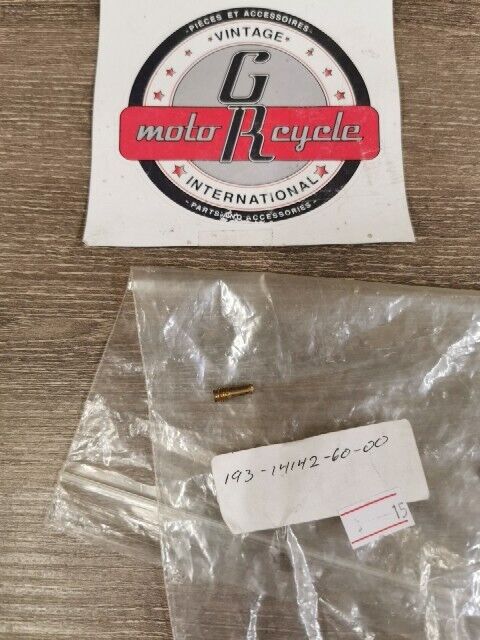 PIÈCES ET ACCESSOIRES
VINTAGE
G
moto R cycle
INTERNATIONAL
PARTS AND ACCESSORIES
193-14142-60-00
15